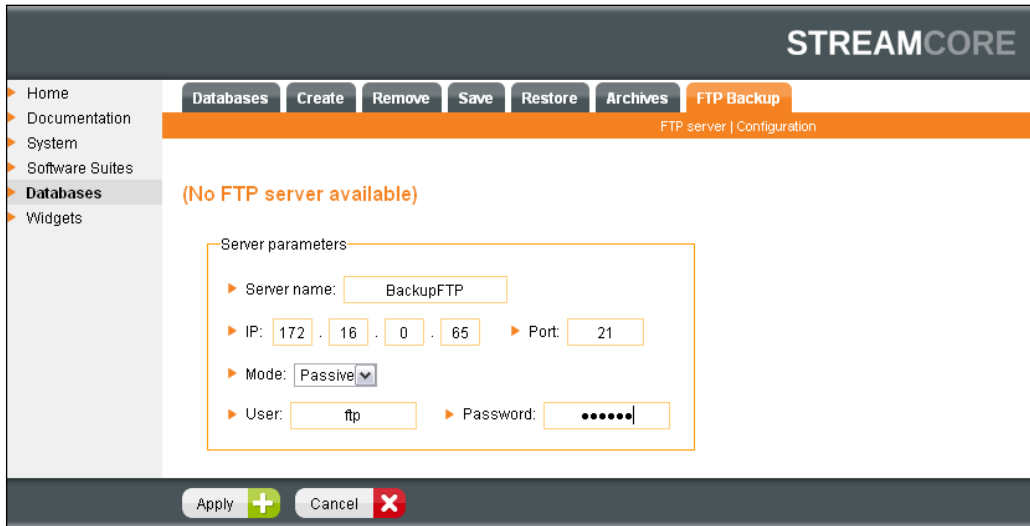 STREAMCORE
Home
Documentation
System
Software Suites
Databases
Widgets
Databases Create Remove Save Restore Archives FTP Backup
FTP server | Configuration
(No FTP server available)
Server parameters
Server name: BackupFTP
IP: 172 . 16 . 0 . 65 Port: 21
Mode: Passive
User: ftp Password: ••••••
Apply Cancel